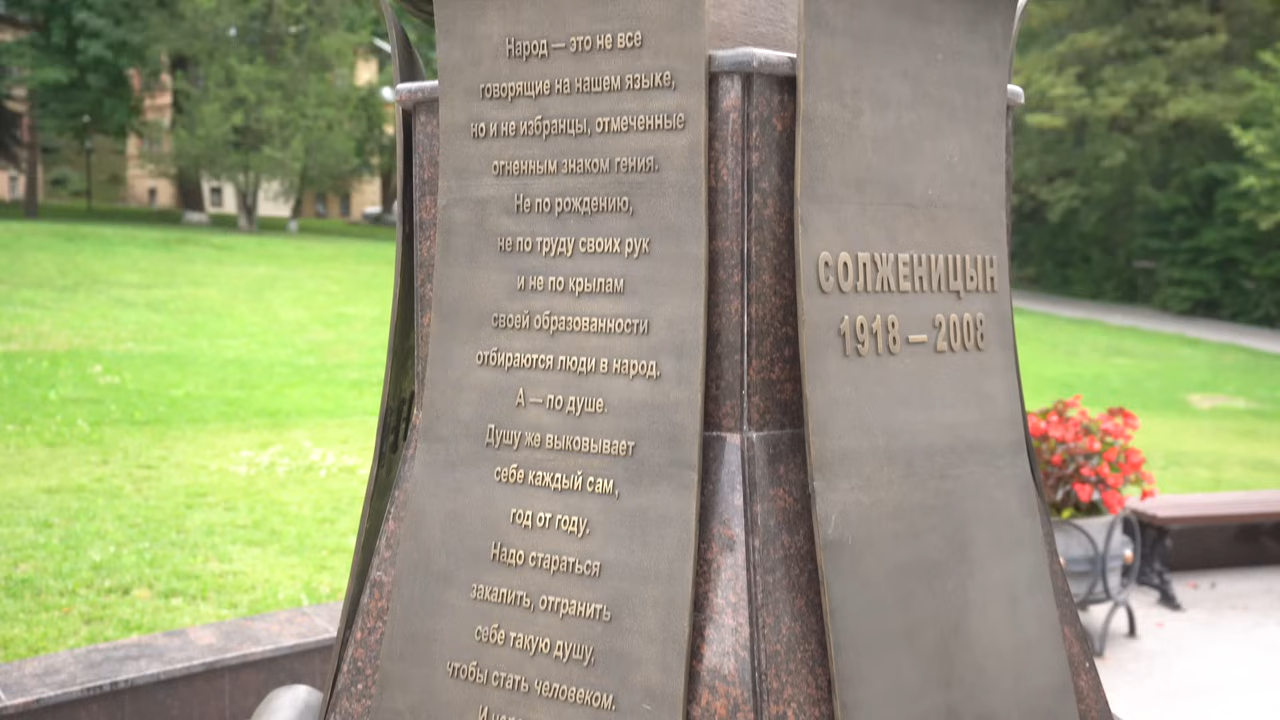 Народ — это не все
говорящие на нашем языке,
но и не избранцы, отмеченные
огненным знаком гения.
Не по рождению,
не по труду своих рук
и не по крылам
своей образованности
отбираются люди в народ.
А — по душе.
Душу же выковывает
себе каждый сам,
год от году.
Надо стараться
закалить, отгранить
себе такую душу,
чтобы стать человеком.
И
СОЛЖЕНИЦЫН
1918 — 2008